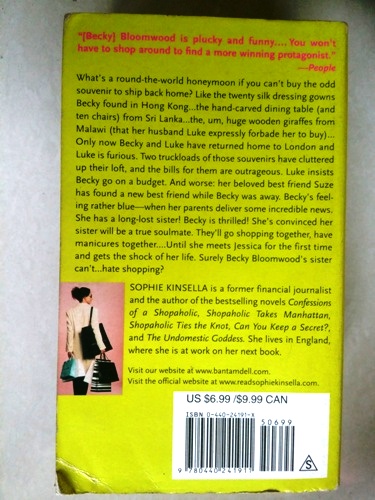 "[Becky] Bloomwood is plucky and funny.... You won't
have to shop around to find a more winning protagonist."
—People
What's a round-the-world honeymoon if you can't buy the odd
souvenir to ship back home? Like the twenty silk dressing gowns
Becky found in Hong Kong...the hand-carved dining table (and
ten chairs) from Sri Lanka...the, um, huge wooden giraffes from
Malawi (that her husband Luke expressly forbade her to buy)...
Only now Becky and Luke have returned home to London and
Luke is furious. Two truckloads of those souvenirs have cluttered
up their loft, and the bills for them are outrageous. Luke insists
Becky go on a budget. And worse: her beloved best friend Suze
has found a new best friend while Becky was away. Becky's feel-
ing rather blue—when her parents deliver some incredible news.
She has a long-lost sister! Becky is thrilled! She's convinced her
sister will be a true soulmate. They'll go shopping together, have
manicures together....Until she meets Jessica for the first time
and gets the shock of her life. Surely Becky Bloomwood's sister
can't...hate shopping?
SOPHIE KINSELLA is a former financial journalist
and the author of the bestselling novels Confessions
of a Shopaholic, Shopaholic Takes Manhattan,
Shopaholic Ties the Knot, Can You Keep a Secret?,
and The Undomestic Goddess. She lives in England,
where she is at work on her next book.
Visit our website at www.bantamdell.com.
Visit the official website at www.readsophiekinsella.com.
US $6.99 /$9.99 CAN
ISBN 0-440-24191-X
50699
9 780440 241911
S